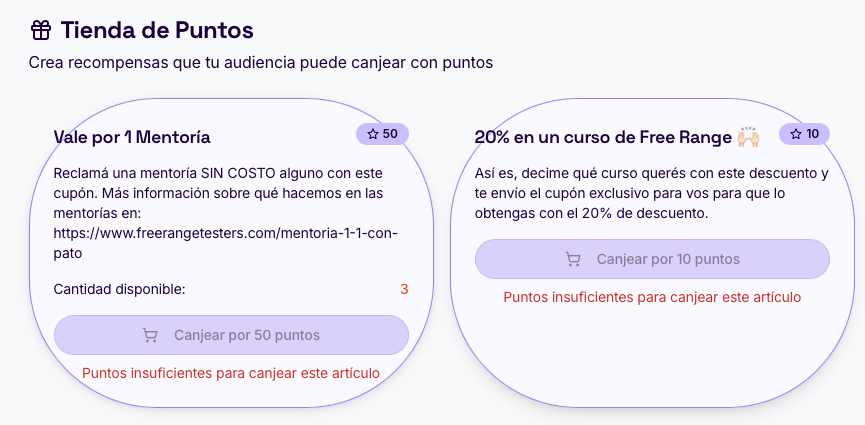 Tienda de Puntos
Crea recompensas que tu audiencia puede canjear con puntos
Vale por 1 Mentoría
50
Reclamá una mentoría SIN COSTO alguno con este
cupón. Más información sobre qué hacemos en las
mentorías en:
https://www.freerangetesters.com/mentoria-1-1-con-
pato
Cantidad disponible:
3
Canjear por 50 puntos
Puntos insuficientes para canjear este artículo
20% en un curso de Free Range 🙌🏻
10
Así es, decime qué curso querés con este descuento y
te envío el cupón exclusivo para vos para que lo
obtengas con el 20% de descuento.
Canjear por 10 puntos
Puntos insuficientes para canjear este artículo